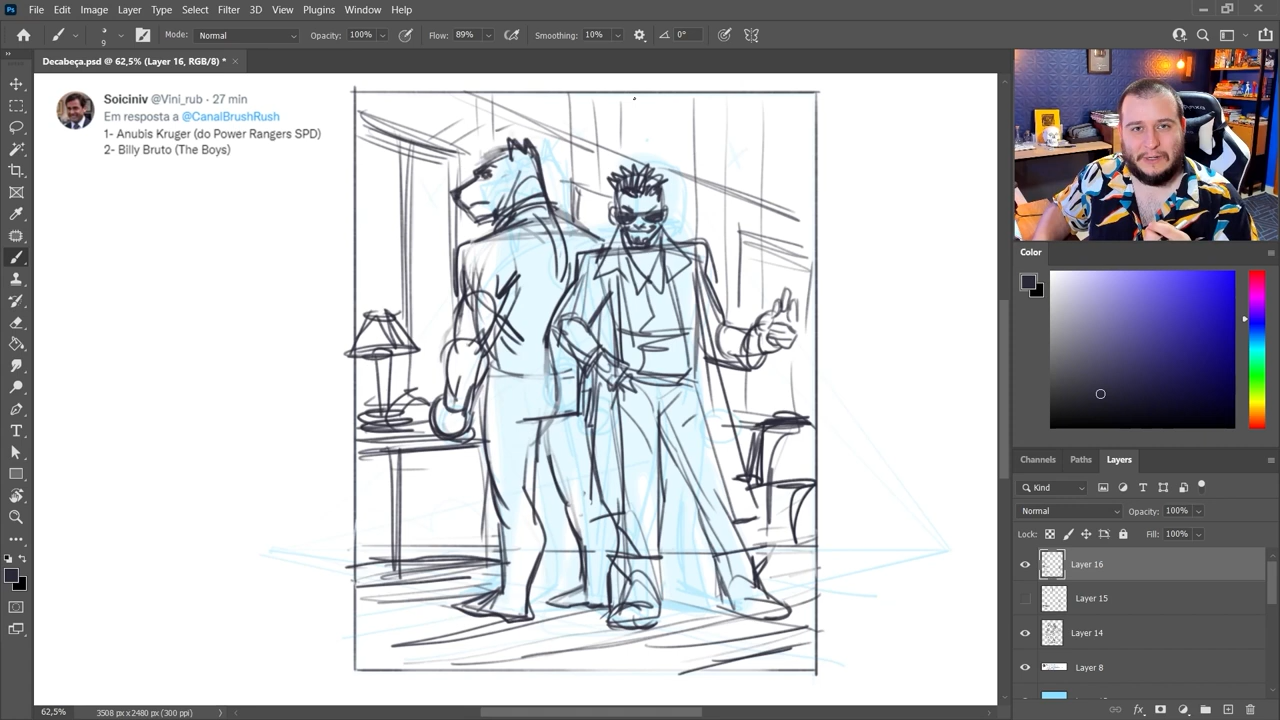 File Edit Image Layer Type Select Filter 3D View Plugins Window Help
9 Mode: Normal Opacity: 100% Flow: 89% Smoothing: 10% 0°
Decabeça.psd @ 62,5% (Layer 16, RGB/8) *
Soiciniv @Vini_rub · 27 min
Em resposta a @CanalBrushRush
1- Anubis Kruger (do Power Rangers SPD)
2- Billy Bruto (The Boys)
Color
Channels Paths Layers
Kind
Normal Opacity: 100%
Lock: Fill: 100%
Layer 16
Layer 15
Layer 14
Layer 8
62,5% 3508 px x 2480 px (300 ppi)